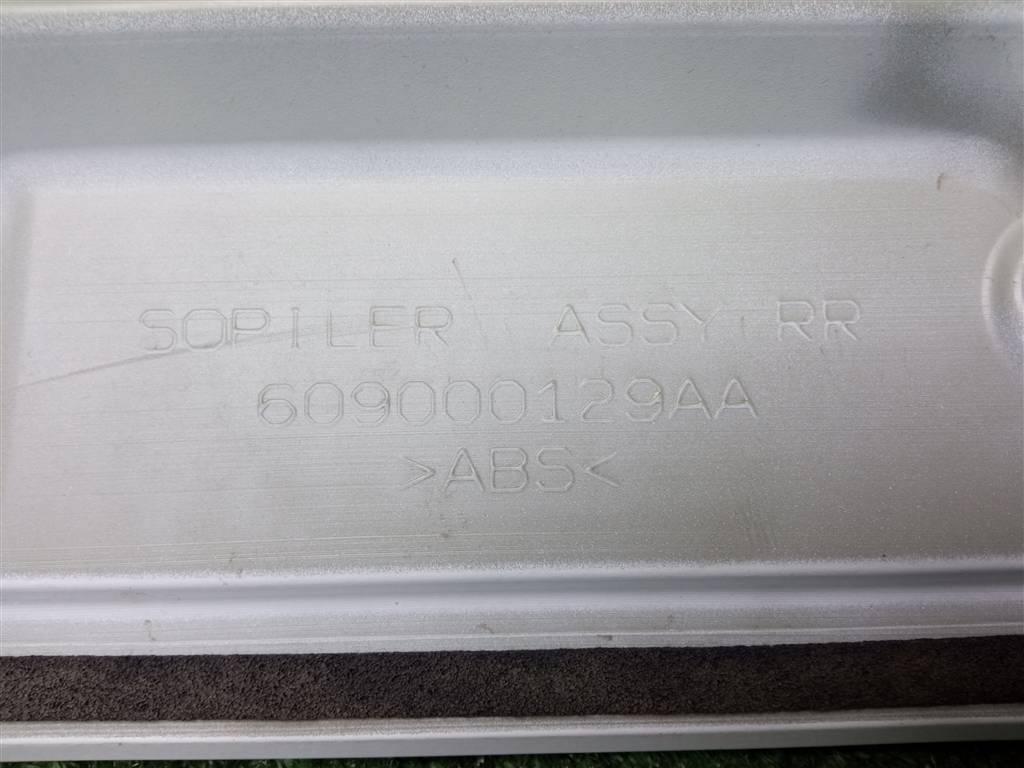 SOPILER ASSY RR
609000129AA
>ABS<